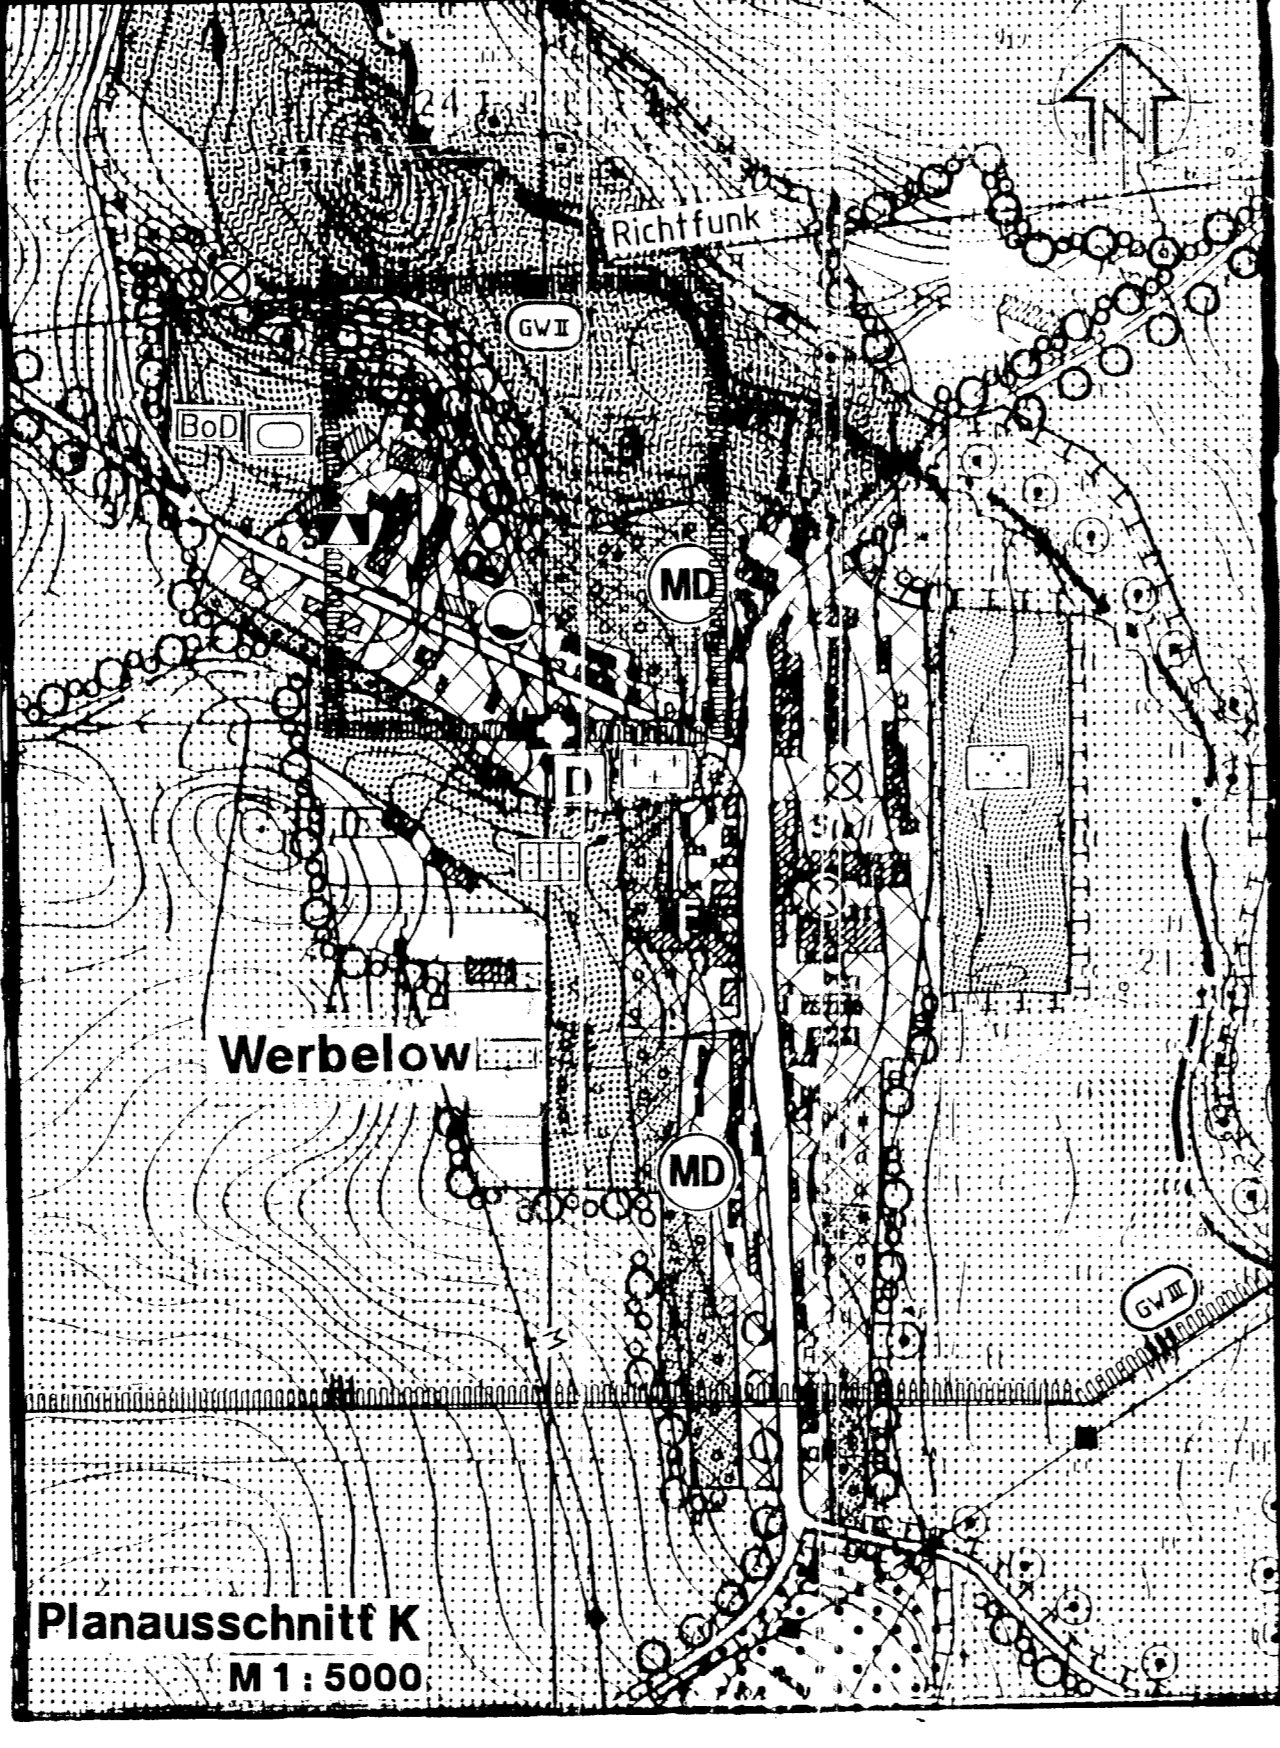 N
Richtfunk
GW II
BoD
MD
D
Werbelow
MD
GW III
Planausschnitt K
M 1 : 5000